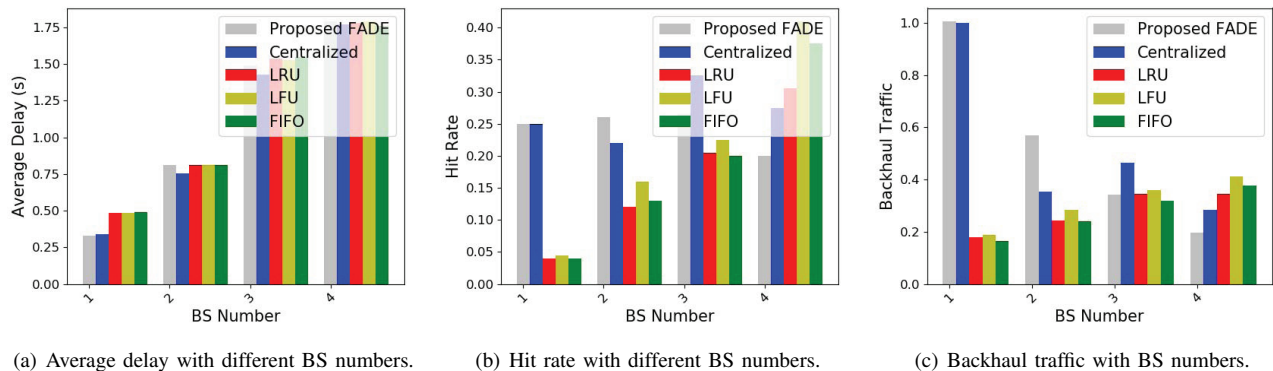 1.75
1.50
1.25
1.00
0.75
0.50
0.25
0.00
Average Delay (s)
Proposed FADE
Centralized
LRU
LFU
FIFO
1
2
3
4
BS Number
(a) Average delay with different BS numbers.
0.40
0.35
0.30
0.25
0.20
0.15
0.10
0.05
0.00
Hit Rate
Proposed FADE
Centralized
LRU
LFU
FIFO
1
2
3
4
BS Number
(b) Hit rate with different BS numbers.
1.0
0.8
0.6
0.4
0.2
0.0
Backhaul Traffic
Proposed FADE
Centralized
LRU
LFU
FIFO
1
2
3
4
BS Number
(c) Backhaul traffic with BS numbers.